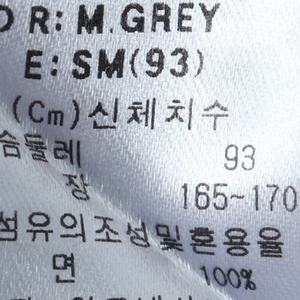 OR: M.GREY
E: SM(93)
(Cm)신체치수
슴둘레 93
장 165-170
섬유의조성및혼용율
면 100%